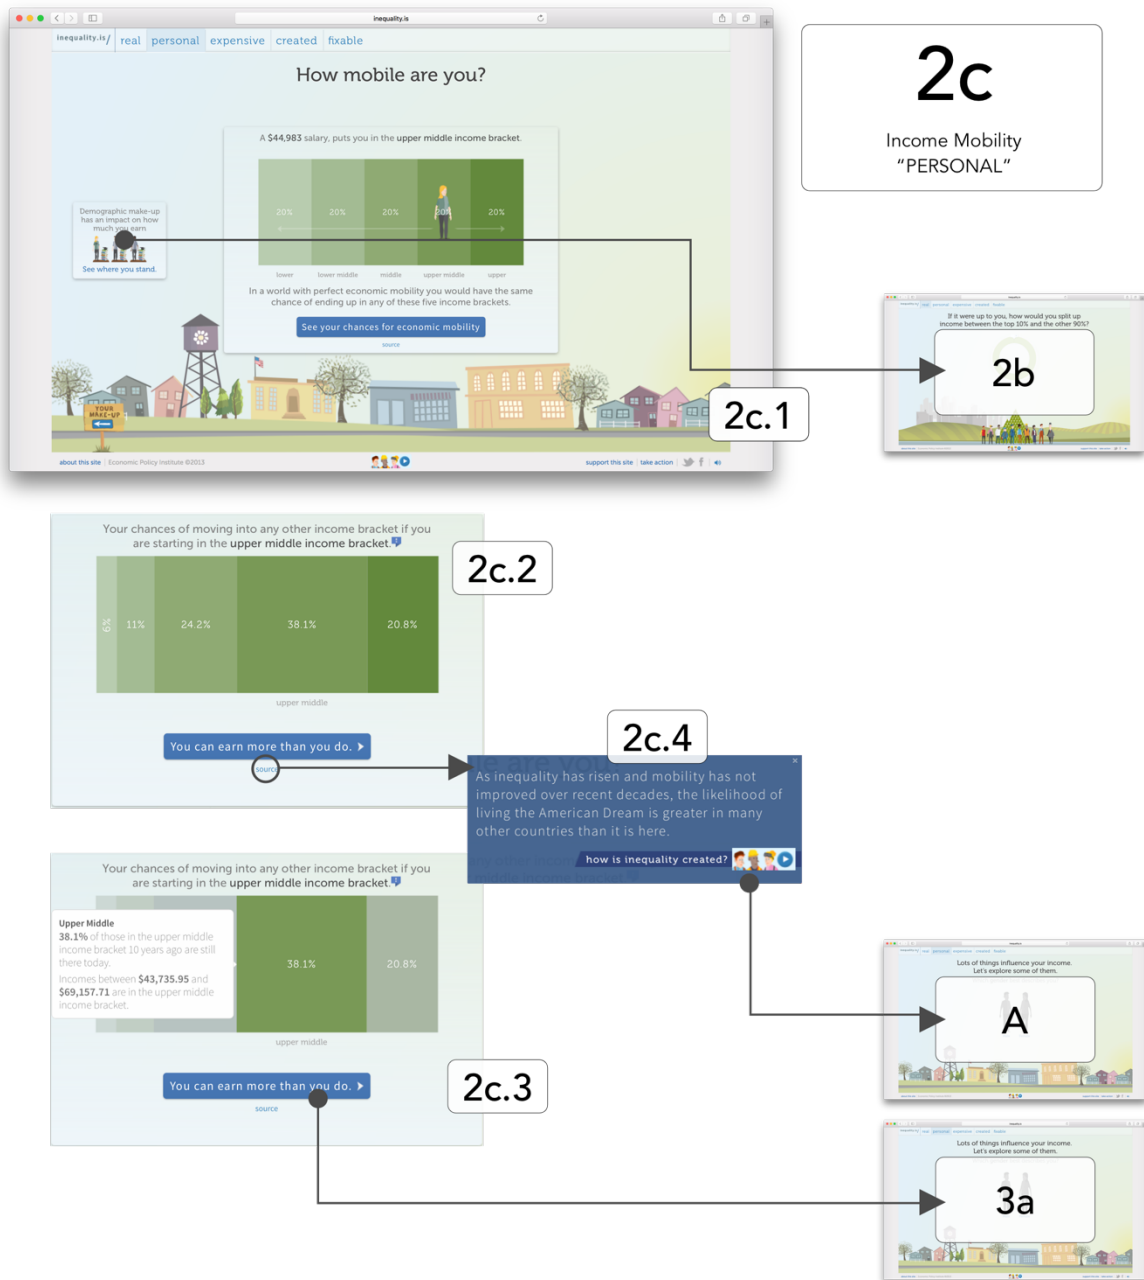 inequality.is
inequality.is/ real personal expensive created fixable
How mobile are you?
2c
Income Mobility
“PERSONAL”
A $44,983 salary, puts you in the upper middle income bracket.
20% 20% 20% 20% 20%
lower lower middle middle upper middle upper
In a world with perfect economic mobility you would have the same
chance of ending up in any of these five income brackets.
See your chances for economic mobility
source
Demographic make-up
has an impact on how
much you earn
See where you stand.
YOUR
MAKE-UP
2c.1
about this site Economic Policy Institute ©2013
support this site take action
real personal expensive created fixable
If it were up to you, how would you split up
income between the top 10% and the other 90%?
2b
Your chances of moving into any other income bracket if you
are starting in the upper middle income bracket.
2c.2
6% 11% 24.2% 38.1% 20.8%
upper middle
You can earn more than you do.
source
2c.4
As inequality has risen and mobility has not
improved over recent decades, the likelihood of
living the American Dream is greater in many
other countries than it is here.
how is inequality created?
Your chances of moving into any other income bracket if you
are starting in the upper middle income bracket.
Upper Middle
38.1% of those in the upper middle
income bracket 10 years ago are still
there today.
Incomes between $43,735.95 and
$69,157.71 are in the upper middle
income bracket.
38.1% 20.8%
upper middle
You can earn more than you do.
source
2c.3
real personal expensive created fixable
Lots of things influence your income.
Let's explore some of them.
A
real personal expensive created fixable
Lots of things influence your income.
Let's explore some of them.
3a